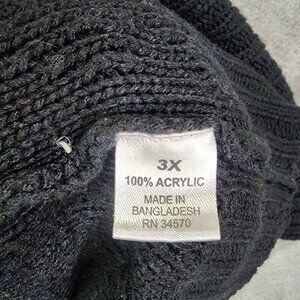 3X
100% ACRYLIC
MADE IN
BANGLADESH
RN 34570